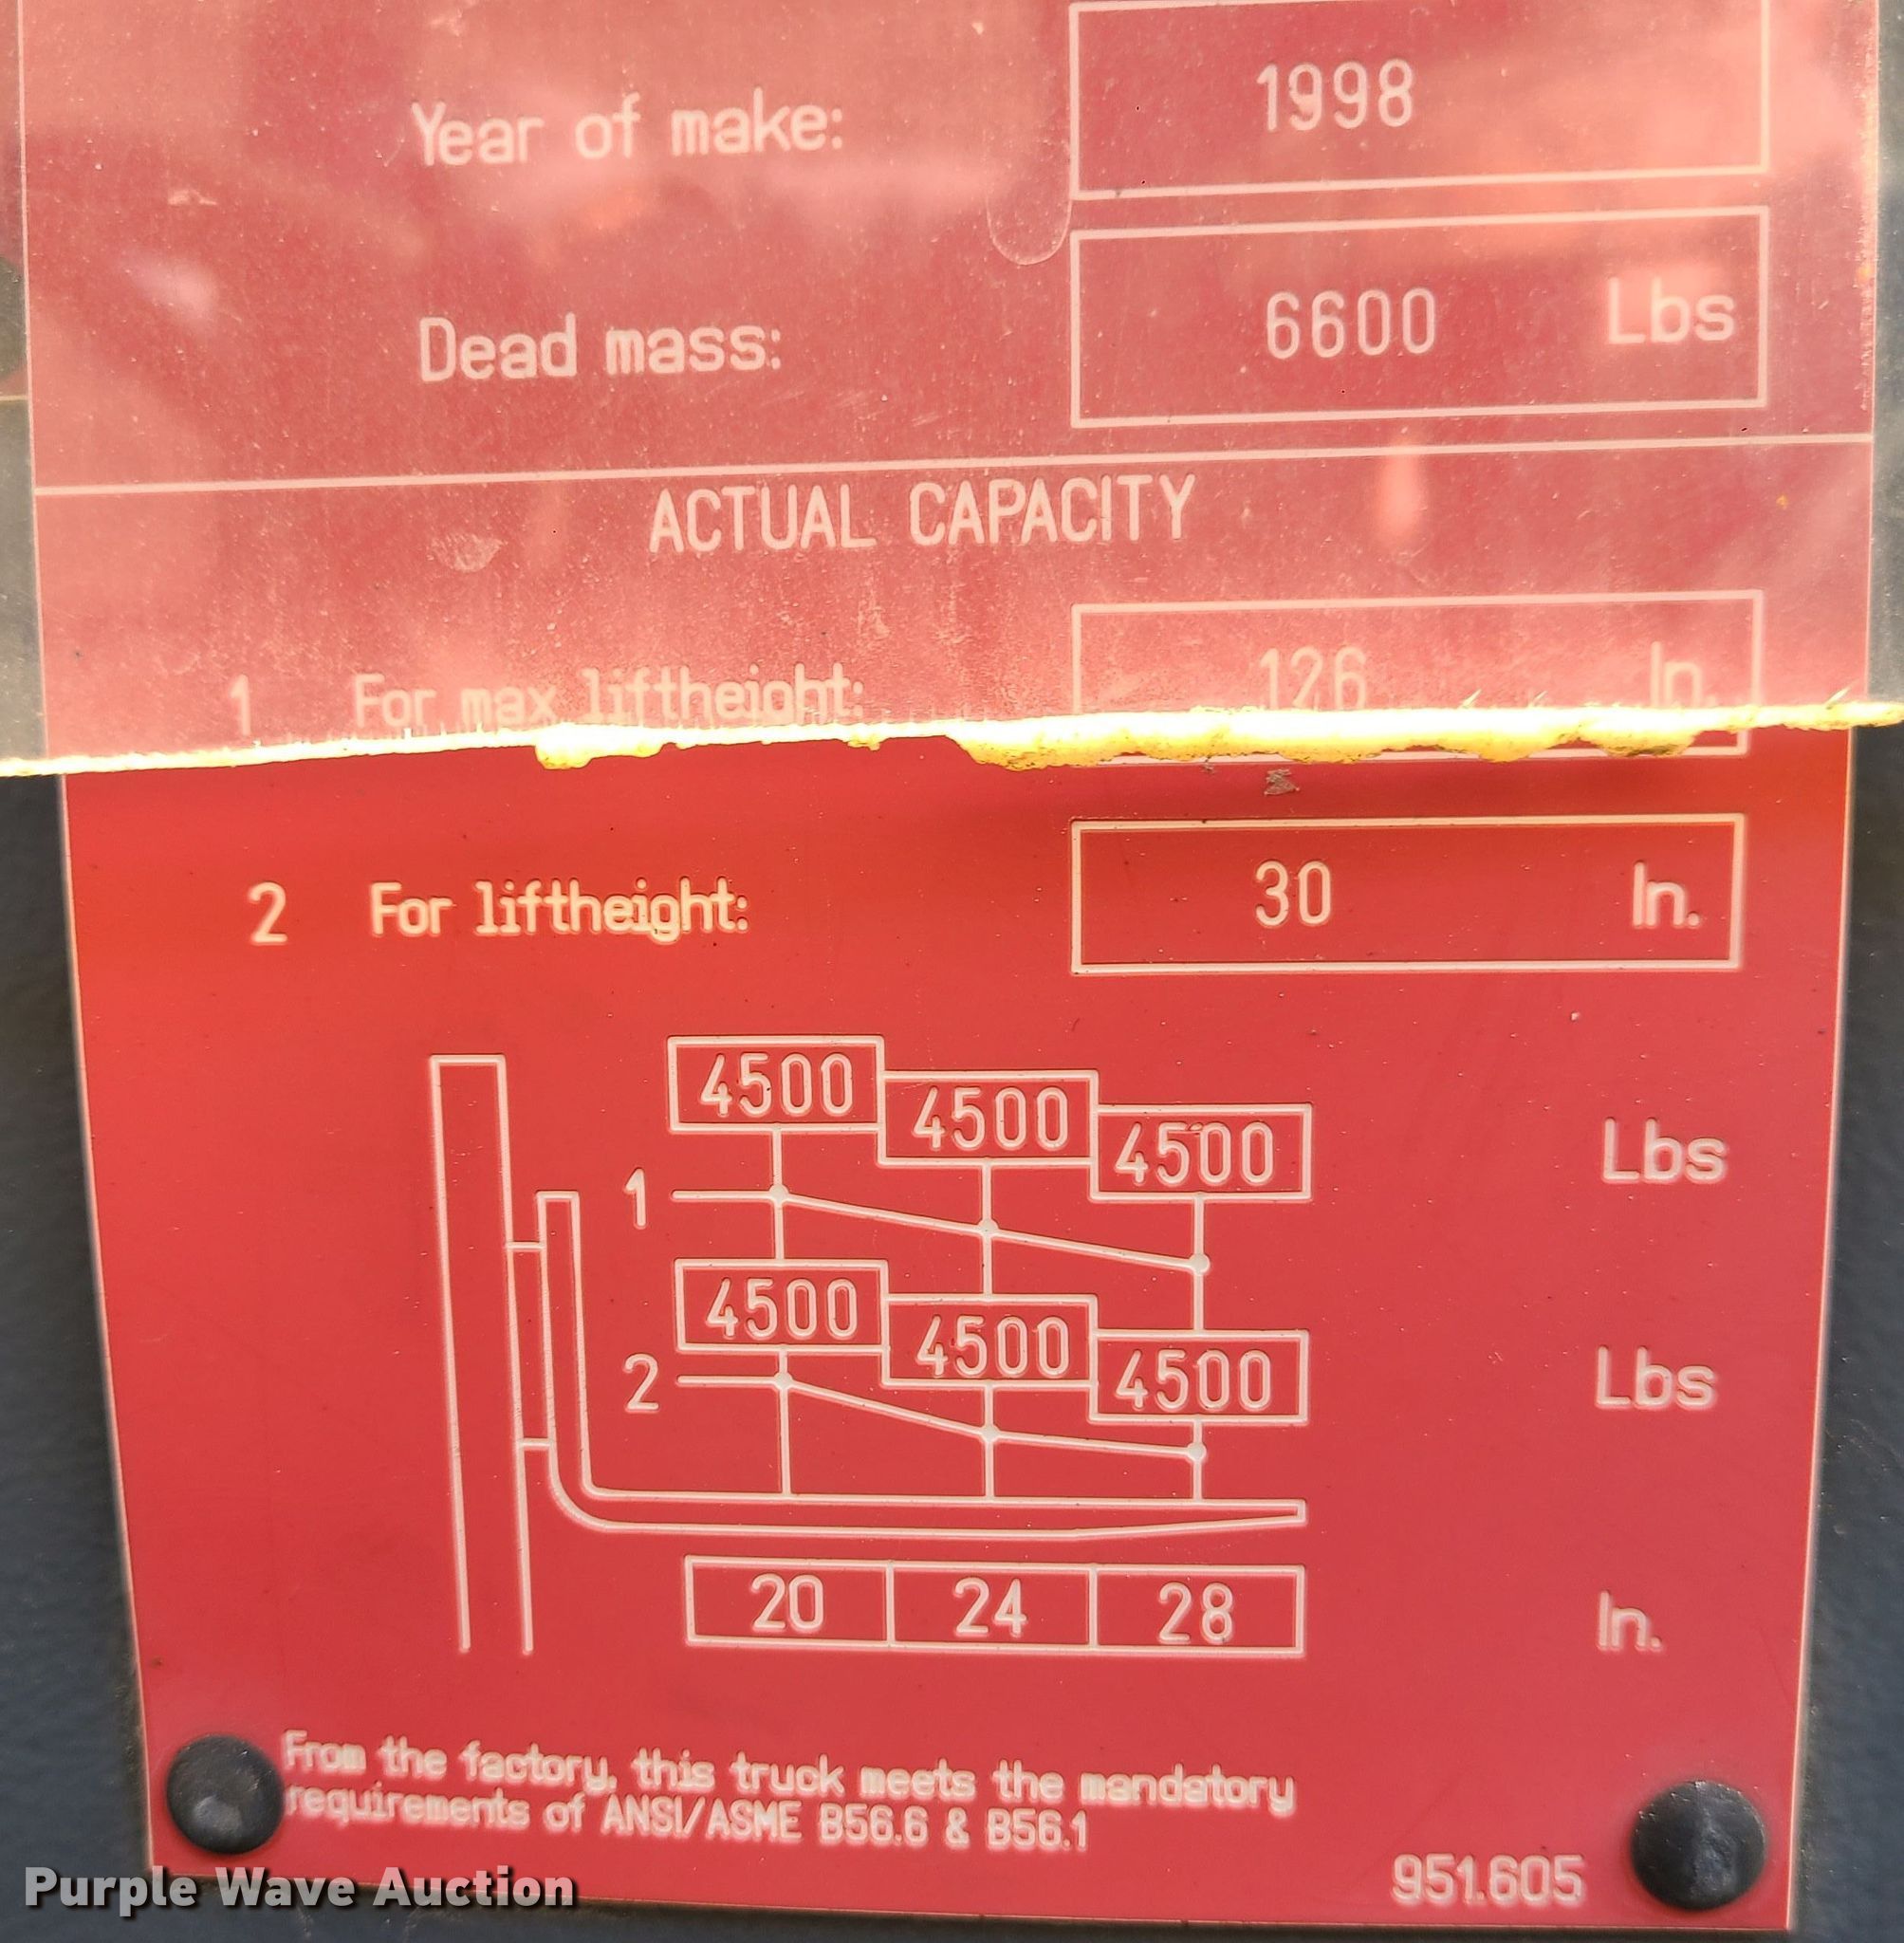 Year of make: 1998
Dead mass: 6600 Lbs
ACTUAL CAPACITY
1 For max liftheight: 126 In.
2 For liftheight: 30 In.
4500 4500 4500 Lbs
1
4500 4500 4500 Lbs
2
20 24 28 In.
From the factory, this truck meets the mandatory
requirements of ANSI/ASME B56.6 & B56.1
951.605
Purple Wave Auction